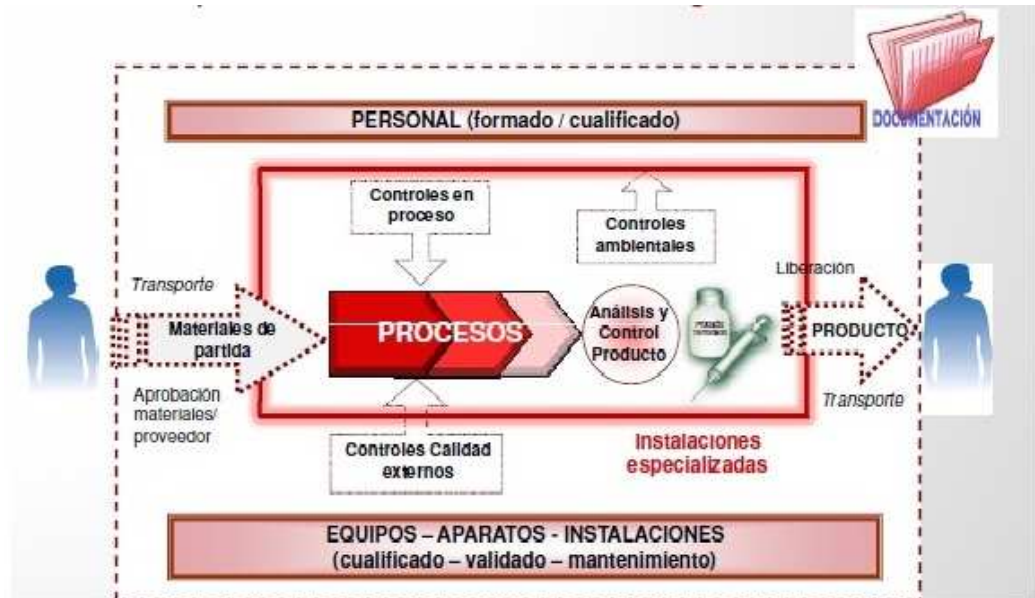 DOCUMENTACIÓN
PERSONAL (formado / cualificado)
Controles en
proceso
Controles
ambientales
Liberación
Transporte
Materiales de
partida
PROCESOS
Análisis y
Control
Producto
PRODUCTO
Transporte
Aprobación
materiales/
proveedor
Controles Calidad
externos
Instalaciones
especializadas
EQUIPOS – APARATOS - INSTALACIONES
(cualificado – validado – mantenimiento)